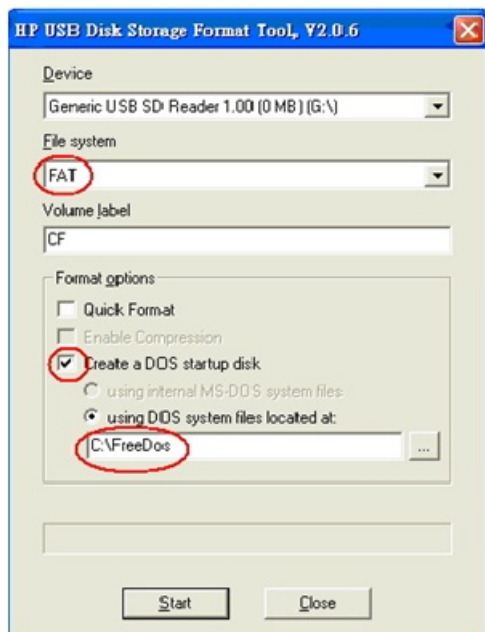 HP USB Disk Storage Format Tool, V2.0.6
Device
Generic USB SD Reader 1.00 (0 MB) (G:\)
File system
FAT
Volume label
CF
Format options
Quick Format
Enable Compression
Create a DOS startup disk
using internal MS-DOS system files
using DOS system files located at:
C:\FreeDos
...
Start
Close